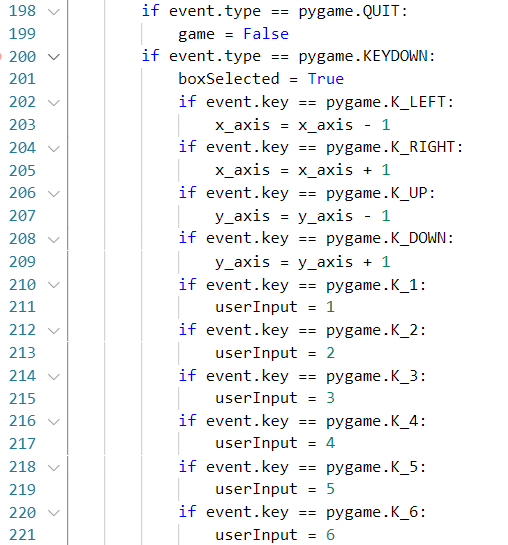 198 if event.type == pygame.QUIT:
199 game = False
200 if event.type == pygame.KEYDOWN:
201 boxSelected = True
202 if event.key == pygame.K_LEFT:
203 x_axis = x_axis - 1
204 if event.key == pygame.K_RIGHT:
205 x_axis = x_axis + 1
206 if event.key == pygame.K_UP:
207 y_axis = y_axis - 1
208 if event.key == pygame.K_DOWN:
209 y_axis = y_axis + 1
210 if event.key == pygame.K_1:
211 userInput = 1
212 if event.key == pygame.K_2:
213 userInput = 2
214 if event.key == pygame.K_3:
215 userInput = 3
216 if event.key == pygame.K_4:
217 userInput = 4
218 if event.key == pygame.K_5:
219 userInput = 5
220 if event.key == pygame.K_6:
221 userInput = 6